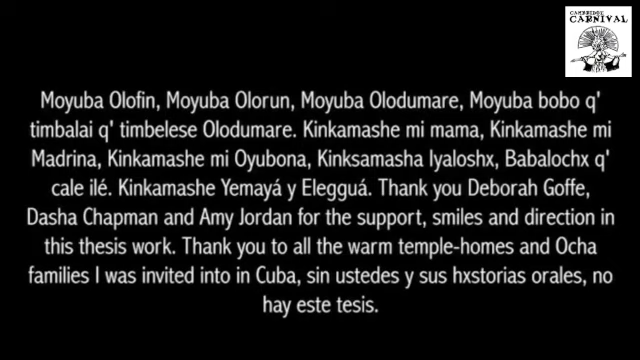 CAMBRIDGE
CARNIVAL
Moyuba Olofin, Moyuba Olorun, Moyuba Olodumare, Moyuba bobo q'
timbalai q' timbelese Olodumare. Kinkamashe mi mama, Kinkamashe mi
Madrina, Kinkamashe mi Oyubona, Kinksamasha Iyaloshx, Babalochx q'
cale ilé. Kinkamashe Yemayá y Eleggуá. Thank you Deborah Goffe,
Dasha Chapman and Amy Jordan for the support, smiles and direction in
this thesis work. Thank you to all the warm temple-homes and Ocha
families I was invited into in Cuba, sin ustedes y sus hxstorias orales, no
hay este tesis.